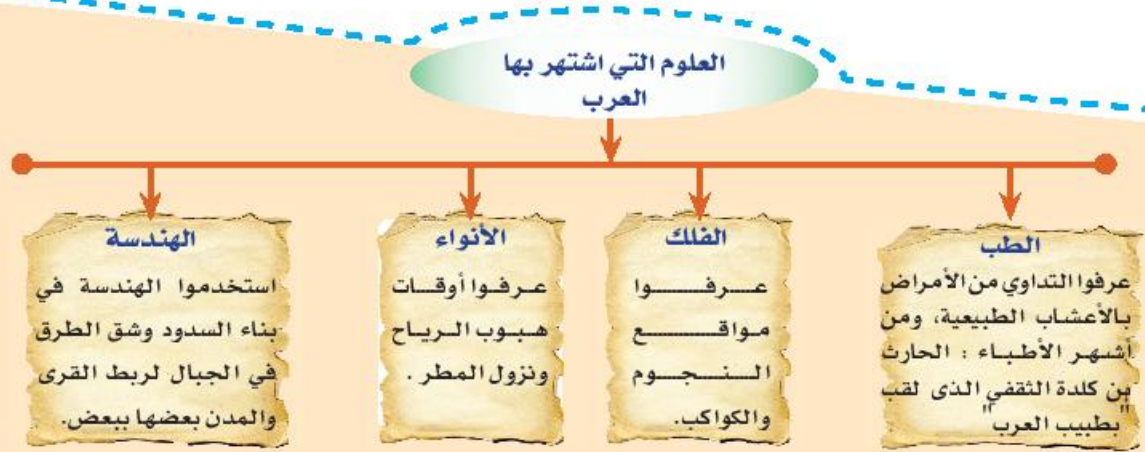 العلوم التي اشتهر بها
العرب
الطب
عرفوا التداوي من الأمراض
بالأعشاب الطبيعية، ومن
أشهر الأطباء : الحارث
بن كلدة الثقفي الذى لقب
"بطبيب العرب"
الفلك
عرفوا
مواقع
النجوم
والكواكب.
الأنواء
عرفوا أوقات
هبوب الرياح
ونزول المطر .
الهندسة
استخدموا الهندسة في
بناء السدود وشق الطرق
في الجبال لربط القرى
والمدن بعضها ببعض.